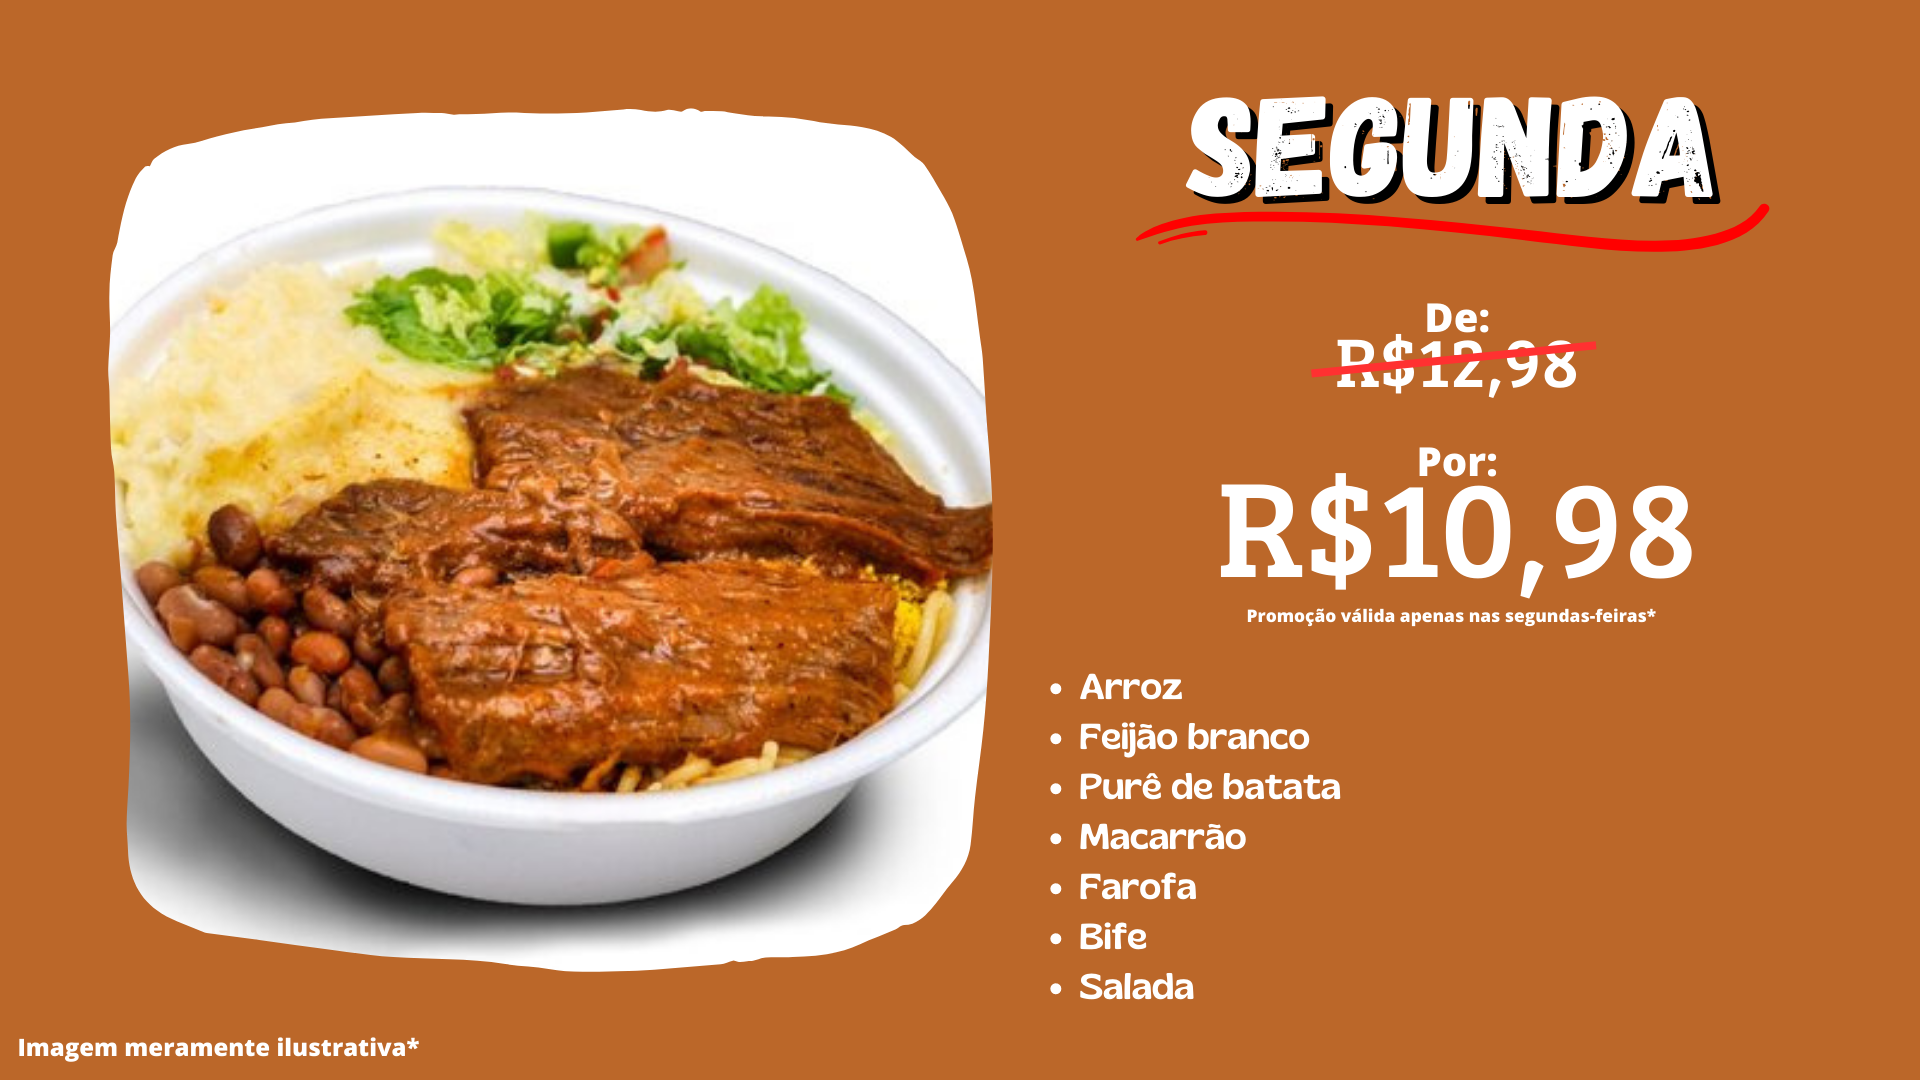 SEGUNDA
De:
R$12,98
Por:
R$10,98
Promoção válida apenas nas segundas-feiras*
• Arroz
• Feijão branco
• Purê de batata
• Macarrão
• Farofa
• Bife
• Salada
Imagem meramente ilustrativa*